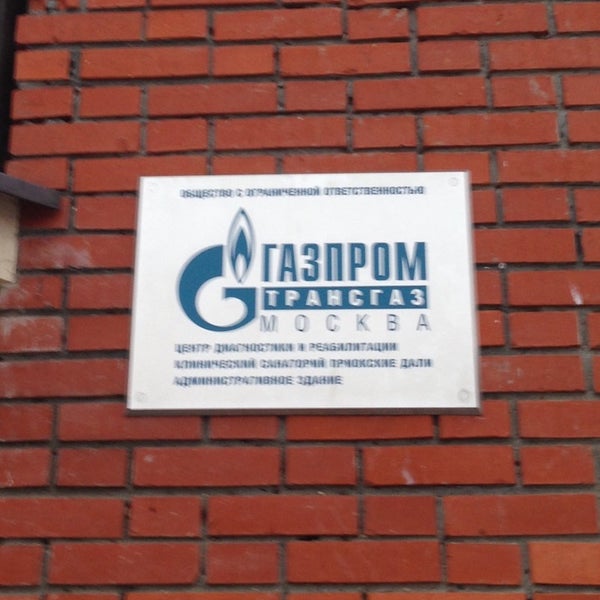 ОБЩЕСТВО С ОГРАНИЧЕННОЙ ОТВЕТСТВЕННОСТЬЮ
ГАЗПРОМ
ТРАНСГАЗ
МОСКВА
ЦЕНТР ДИАГНОСТИКИ И РЕАБИЛИТАЦИИ
КЛИНИЧЕСКИЙ САНАТОРИЙ ПРИОКСКИЕ ДАЛИ
АДМИНИСТРАТИВНОЕ ЗДАНИЕ